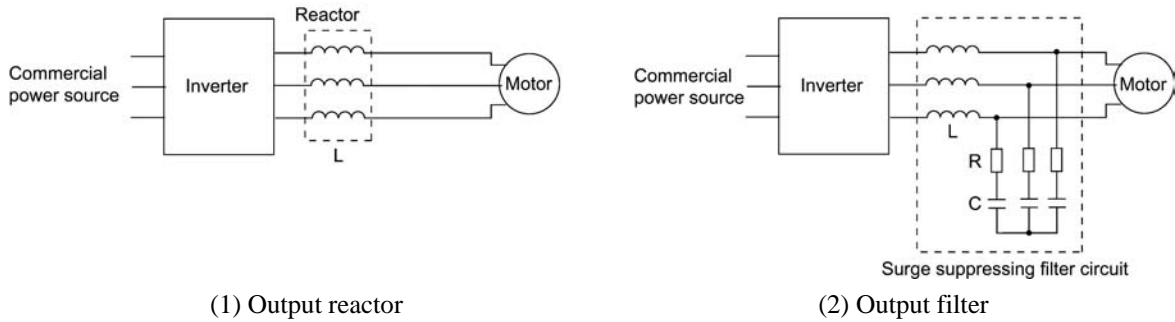 Reactor
Commercial
power source
Inverter
Motor
L
(1) Output reactor
Commercial
power source
Inverter
Motor
L
R
C
Surge suppressing filter circuit
(2) Output filter